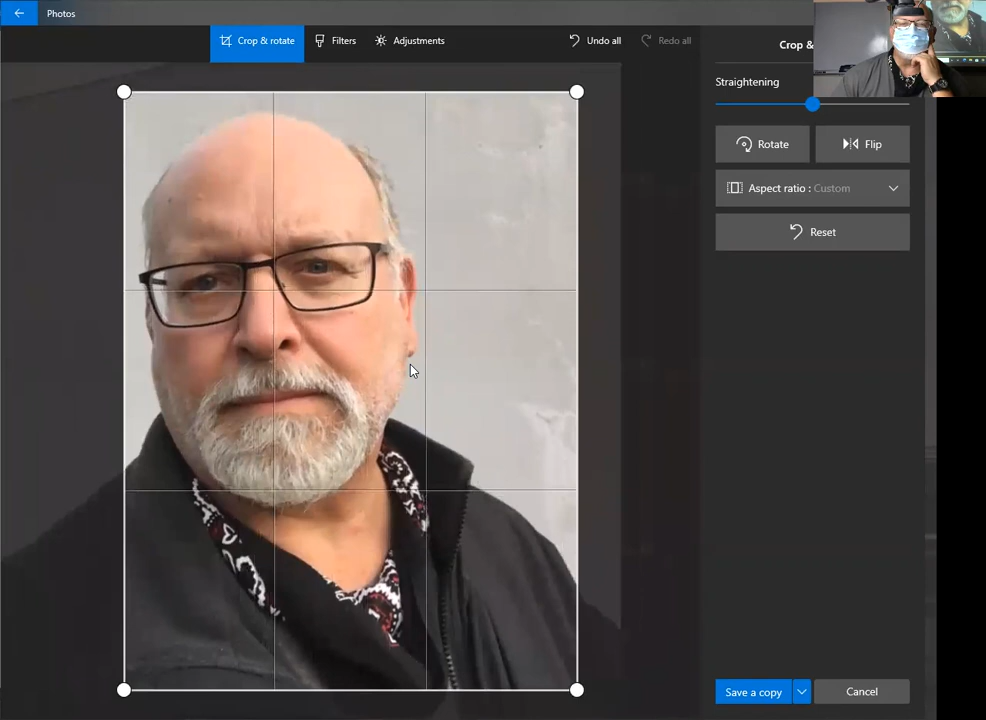 Photos
Crop & rotate
Filters
Adjustments
Undo all
Redo all
Crop &
Straightening
Rotate
Flip
Aspect ratio : Custom
Reset
Save a copy
Cancel